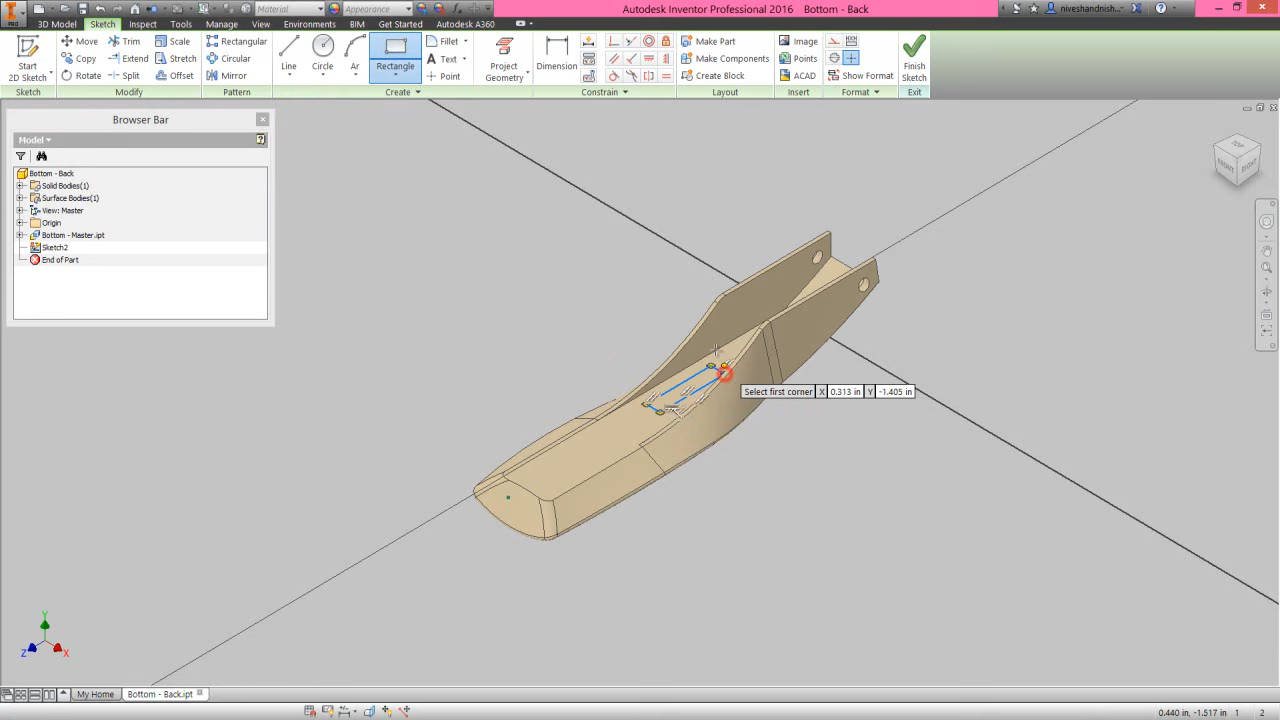 PRO
Material
Appearance
Autodesk Inventor Professional 2016
Bottom - Back
niveshandnish...
3D Model
Sketch
Inspect
Tools
Manage
View
Environments
BIM
Get Started
Autodesk A360
Start
2D Sketch
Move
Trim
Scale
Stretch
Rotate
Split
Offset
Rectangular
Circular
Mirror
Line
Circle
Ar
Rectangle
Fillet
Text
Point
Project
Geometry
Dimension
Make Part
Make Components
Create Block
Image
Points
ACAD
Show Format
Finish
Sketch
Sketch
Modify
Pattern
Create
Constrain
Layout
Insert
Format
Exit
Browser Bar
Model
Bottom - Back
Solid Bodies(1)
Surface Bodies(1)
View: Master
Origin
Bottom - Master.ipt
Sketch2
End of Part
TOP
RIGHT
Select first corner X 0.313 in Y -1.405 in
Y
Z
X
My Home
Bottom - Back.ipt
0.440 in, -1.517 in 1 2